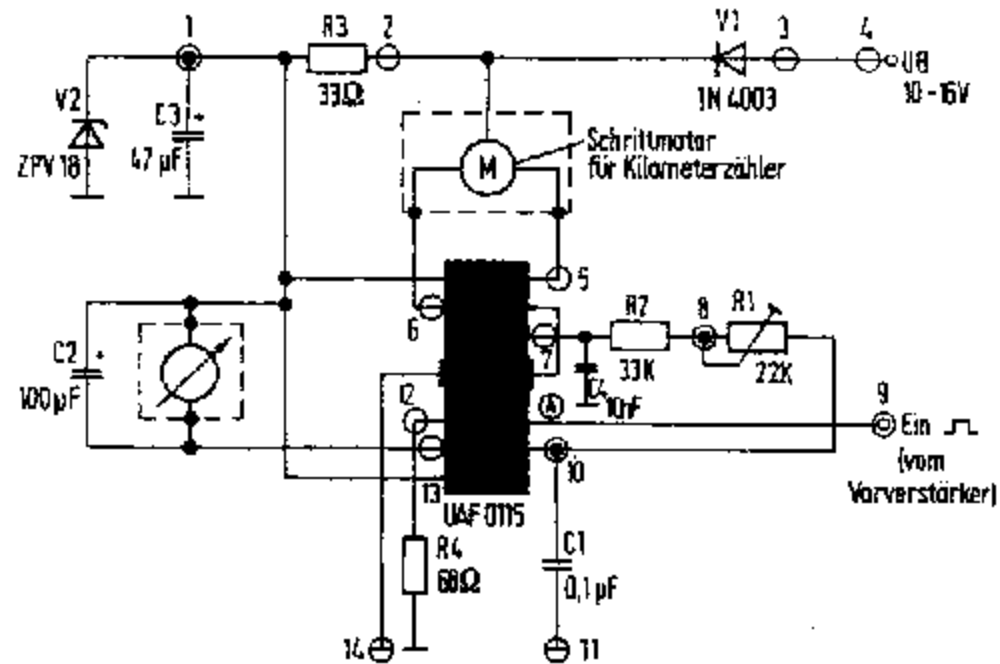 1
R3
2
V1
3
4
UB
10-16V
33Ω
1N 4003
V2
ZPV 18
C3
+
47 µF
Schrittmotor
für Kilometerzähler
M
5
6
7
R2
33K
8
R1
22K
C2
+
100µF
C4
10nF
A
9
Ein
(vom
Vorverstärker)
12
13
10
UAF 0115
R4
68Ω
C1
0,1 µF
14
11